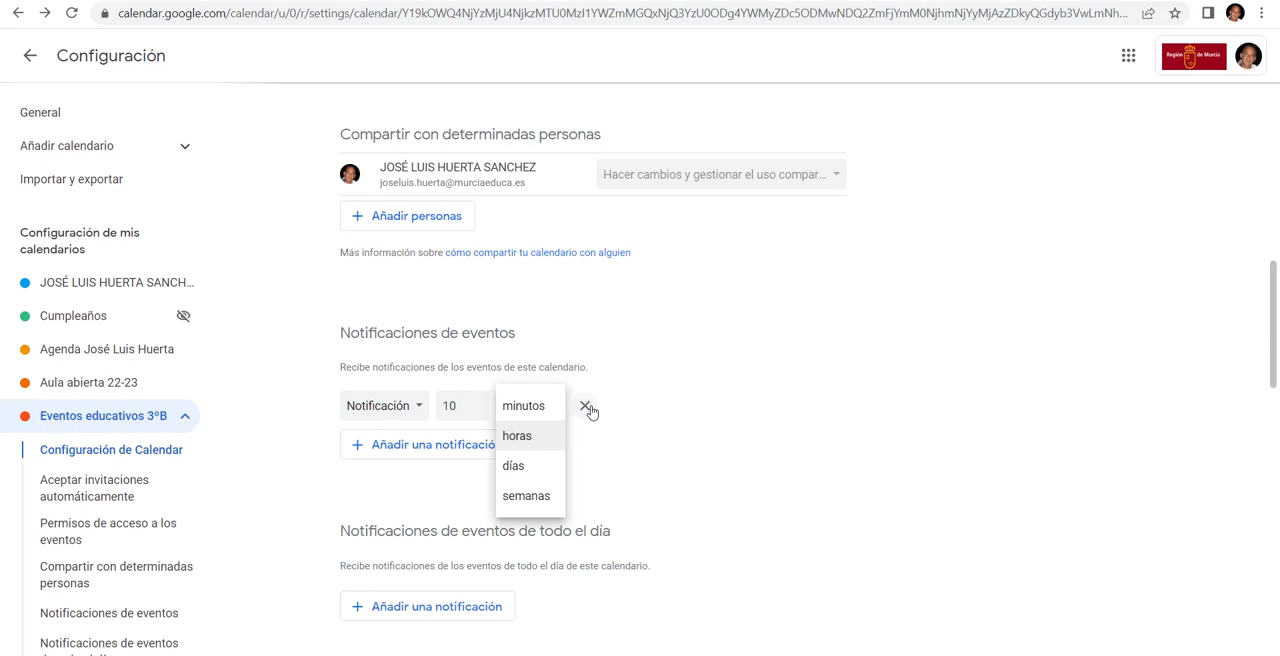 calendar.google.com/calendar/u/0/r/settings/calendar/Y19kOWQ4NjYzMjU4NjkzMTU0MzI1YWZmMGQxNjQ3YzU0ODg4YWMyZDc5ODMwNDQ2ZmFjYmM0NjhmNjYyMjAzZDkyQGdyb3VwLmNh...
Configuración
Región de Murcia
General
Añadir calendario
Importar y exportar
Configuración de mis
calendarios
JOSÉ LUIS HUERTA SANCH...
Cumpleaños
Agenda José Luis Huerta
Aula abierta 22-23
Eventos educativos 3ºB
Configuración de Calendar
Aceptar invitaciones
automáticamente
Permisos de acceso a los
eventos
Compartir con determinadas
personas
Notificaciones de eventos
Notificaciones de eventos
Compartir con determinadas personas
JOSÉ LUIS HUERTA SANCHEZ
joseluis.huerta@murciaeduca.es
Hacer cambios y gestionar el uso compar...
+ Añadir personas
Más información sobre cómo compartir tu calendario con alguien
Notificaciones de eventos
Recibe notificaciones de los eventos de este calendario.
Notificación 10 minutos
horas
días
semanas
+ Añadir una notificació
Notificaciones de eventos de todo el día
Recibe notificaciones de los eventos de todo el día de este calendario.
+ Añadir una notificación